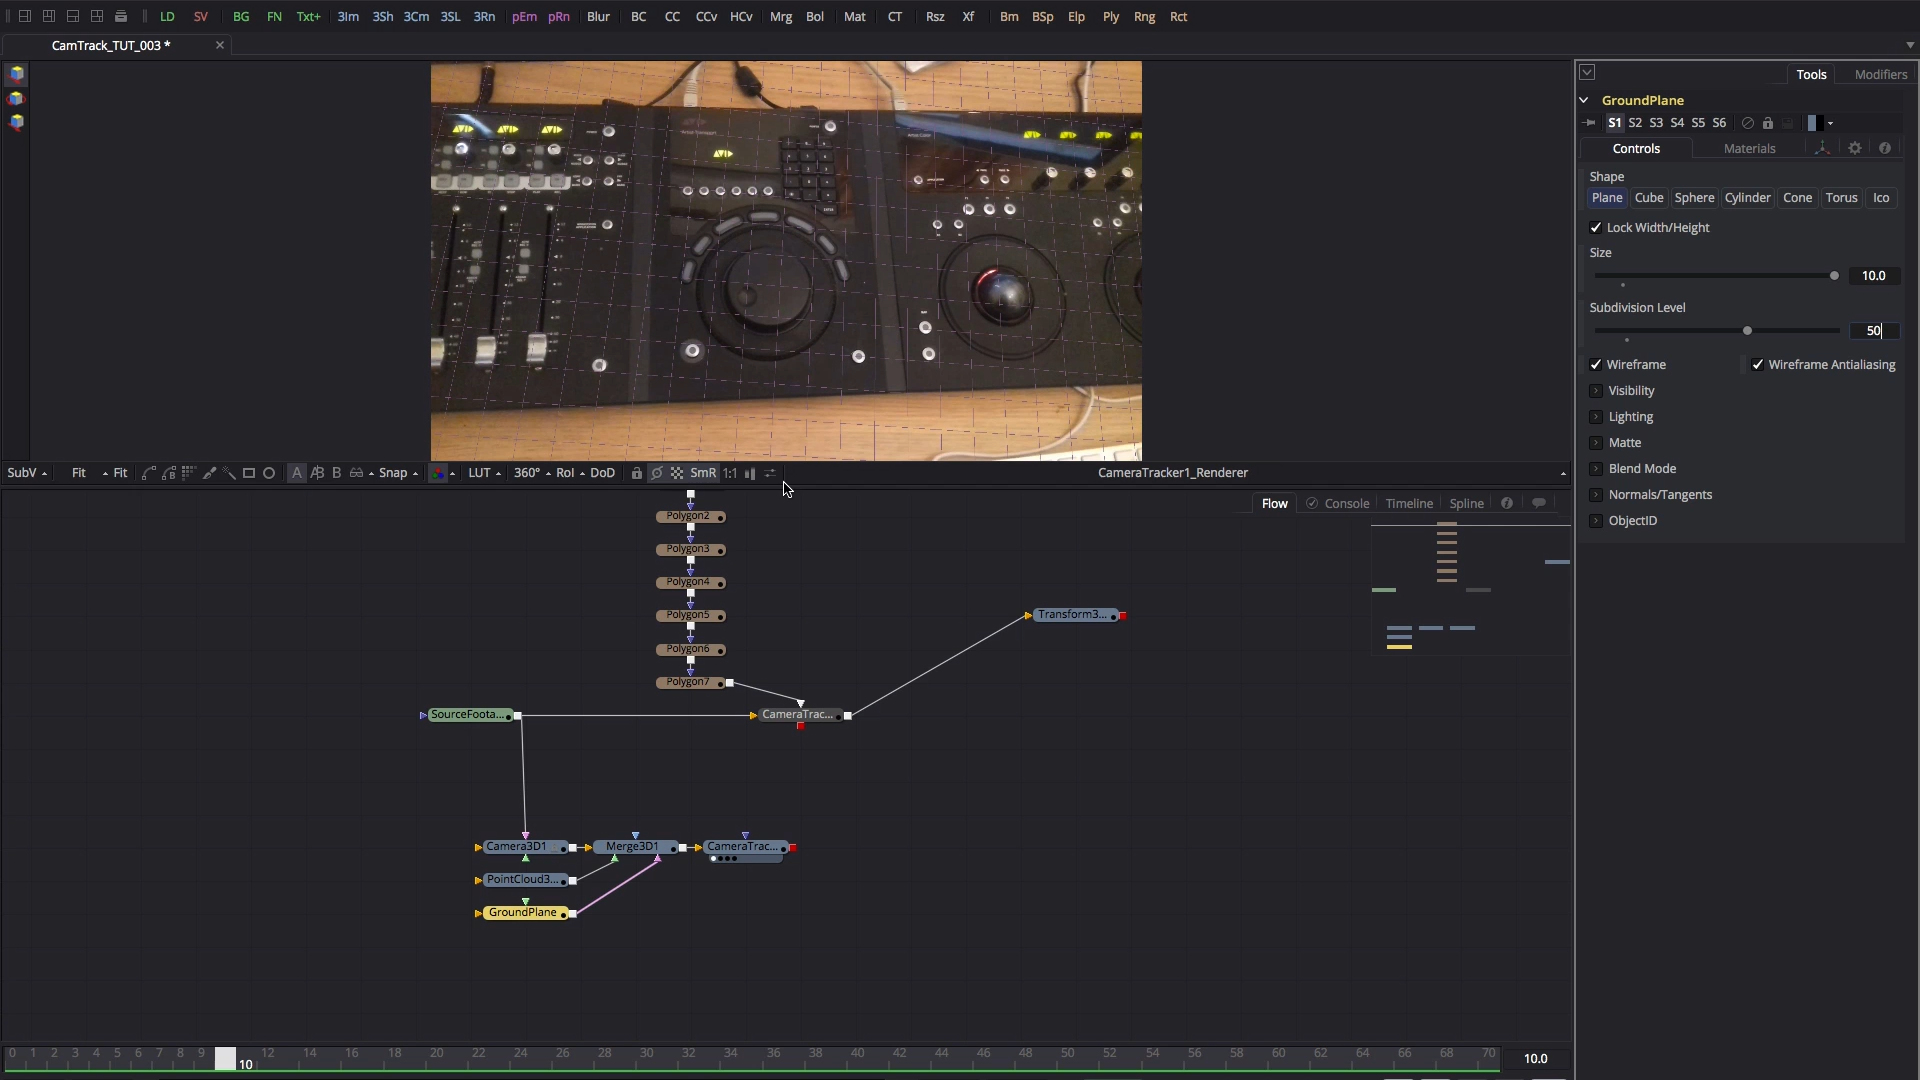 LD SV BG FN Txt+ 3Im 3Sh 3Cm 3SL 3Rn pEm pRn Blur BC CC CCv HCv Mrg Bol Mat CT Rsz Xf Bm BSp Elp Ply Rng Rct
CamTrack_TUT_003 *
Tools Modifiers
GroundPlane
S1 S2 S3 S4 S5 S6
Controls Materials
Shape
Plane Cube Sphere Cylinder Cone Torus Ico
Lock Width/Height
Size
10.0
Subdivision Level
50
Wireframe Wireframe Antialiasing
Visibility
Lighting
Matte
Blend Mode
Normals/Tangents
ObjectID
SubV Fit Fit A AB B Snap LUT 360° RoI DoD SmR 1:1 CameraTracker1_Renderer
Flow Console Timeline Spline
Polygon2
Polygon3
Polygon4
Polygon5
Polygon6
Polygon7
Transform3...
SourceFoota... CameraTrac...
Camera3D1 Merge3D1 CameraTrac...
PointCloud3...
GroundPlane
0 1 2 3 4 5 6 7 8 9 10 12 14 16 18 20 22 24 26 28 30 32 34 36 38 40 42 44 46 48 50 52 54 56 58 60 62 64 66 68 70 10.0